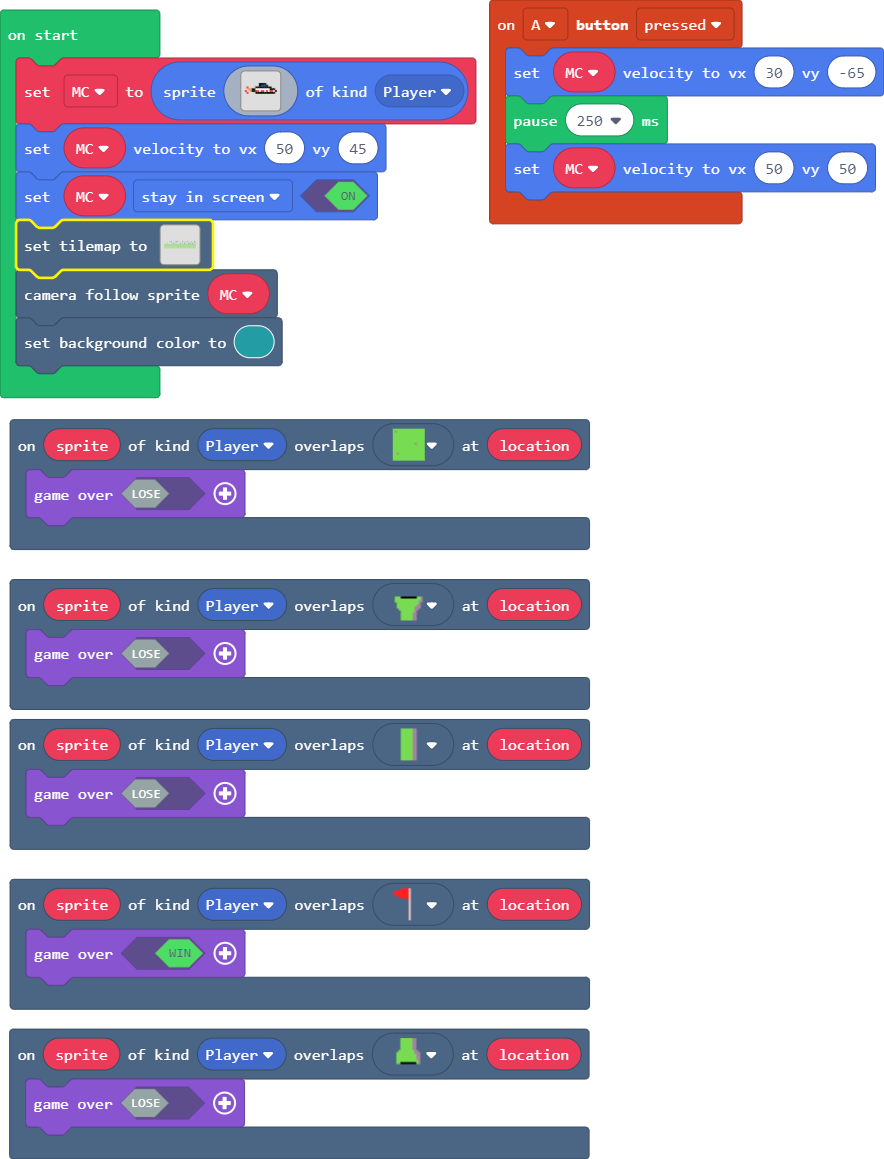 on start
set MC to sprite of kind Player
set MC velocity to vx 50 vy 45
set MC stay in screen ON
set tilemap to
camera follow sprite MC
set background color to
on A button pressed
set MC velocity to vx 30 vy -65
pause 250 ms
set MC velocity to vx 50 vy 50
on sprite of kind Player overlaps at location
game over LOSE
on sprite of kind Player overlaps at location
game over LOSE
on sprite of kind Player overlaps at location
game over LOSE
on sprite of kind Player overlaps at location
game over WIN
on sprite of kind Player overlaps at location
game over LOSE